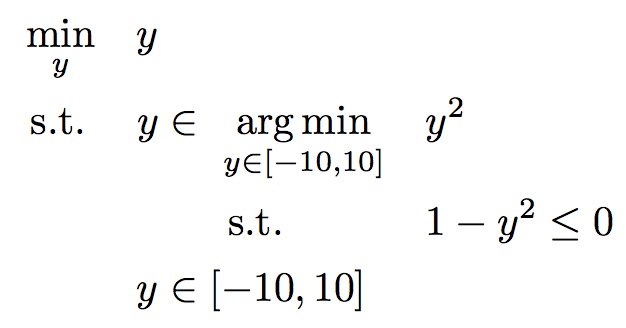 min y
y
s.t. y ∈ arg min y²
y∈[−10,10]
s.t. 1 − y² ≤ 0
y ∈ [−10, 10]